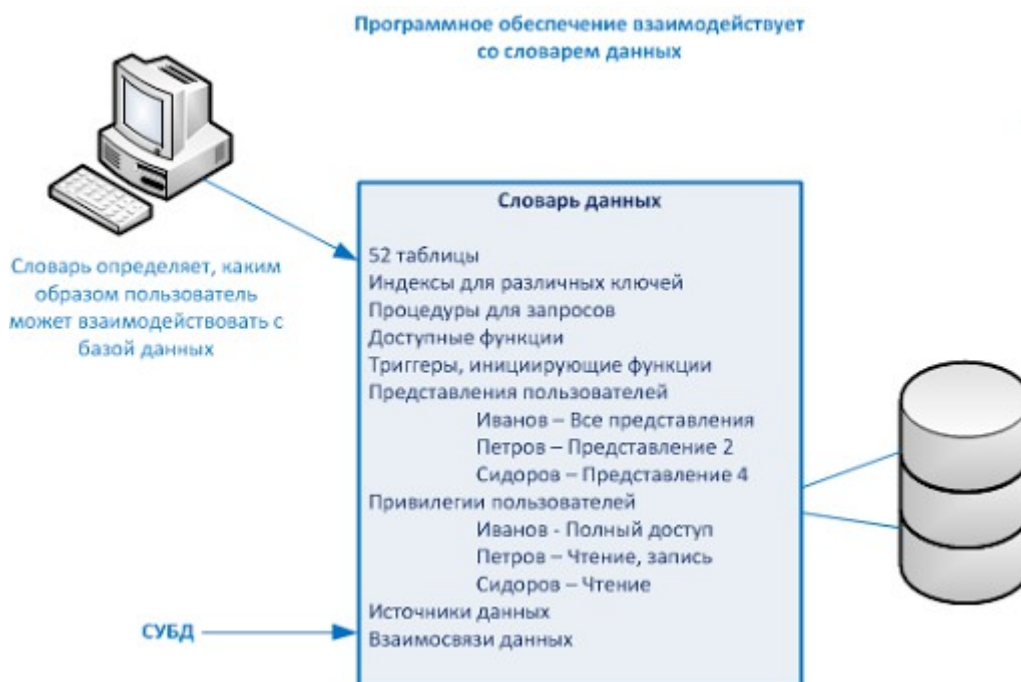 Программное обеспечение взаимодействует
со словарем данных
Словарь определяет, каким
образом пользователь
может взаимодействовать с
базой данных
Словарь данных
52 таблицы
Индексы для различных ключей
Процедуры для запросов
Доступные функции
Триггеры, инициирующие функции
Представления пользователей
Иванов – Все представления
Петров – Представление 2
Сидоров – Представление 4
Привилегии пользователей
Иванов - Полный доступ
Петров – Чтение, запись
Сидоров – Чтение
Источники данных
Взаимосвязи данных
СУБД